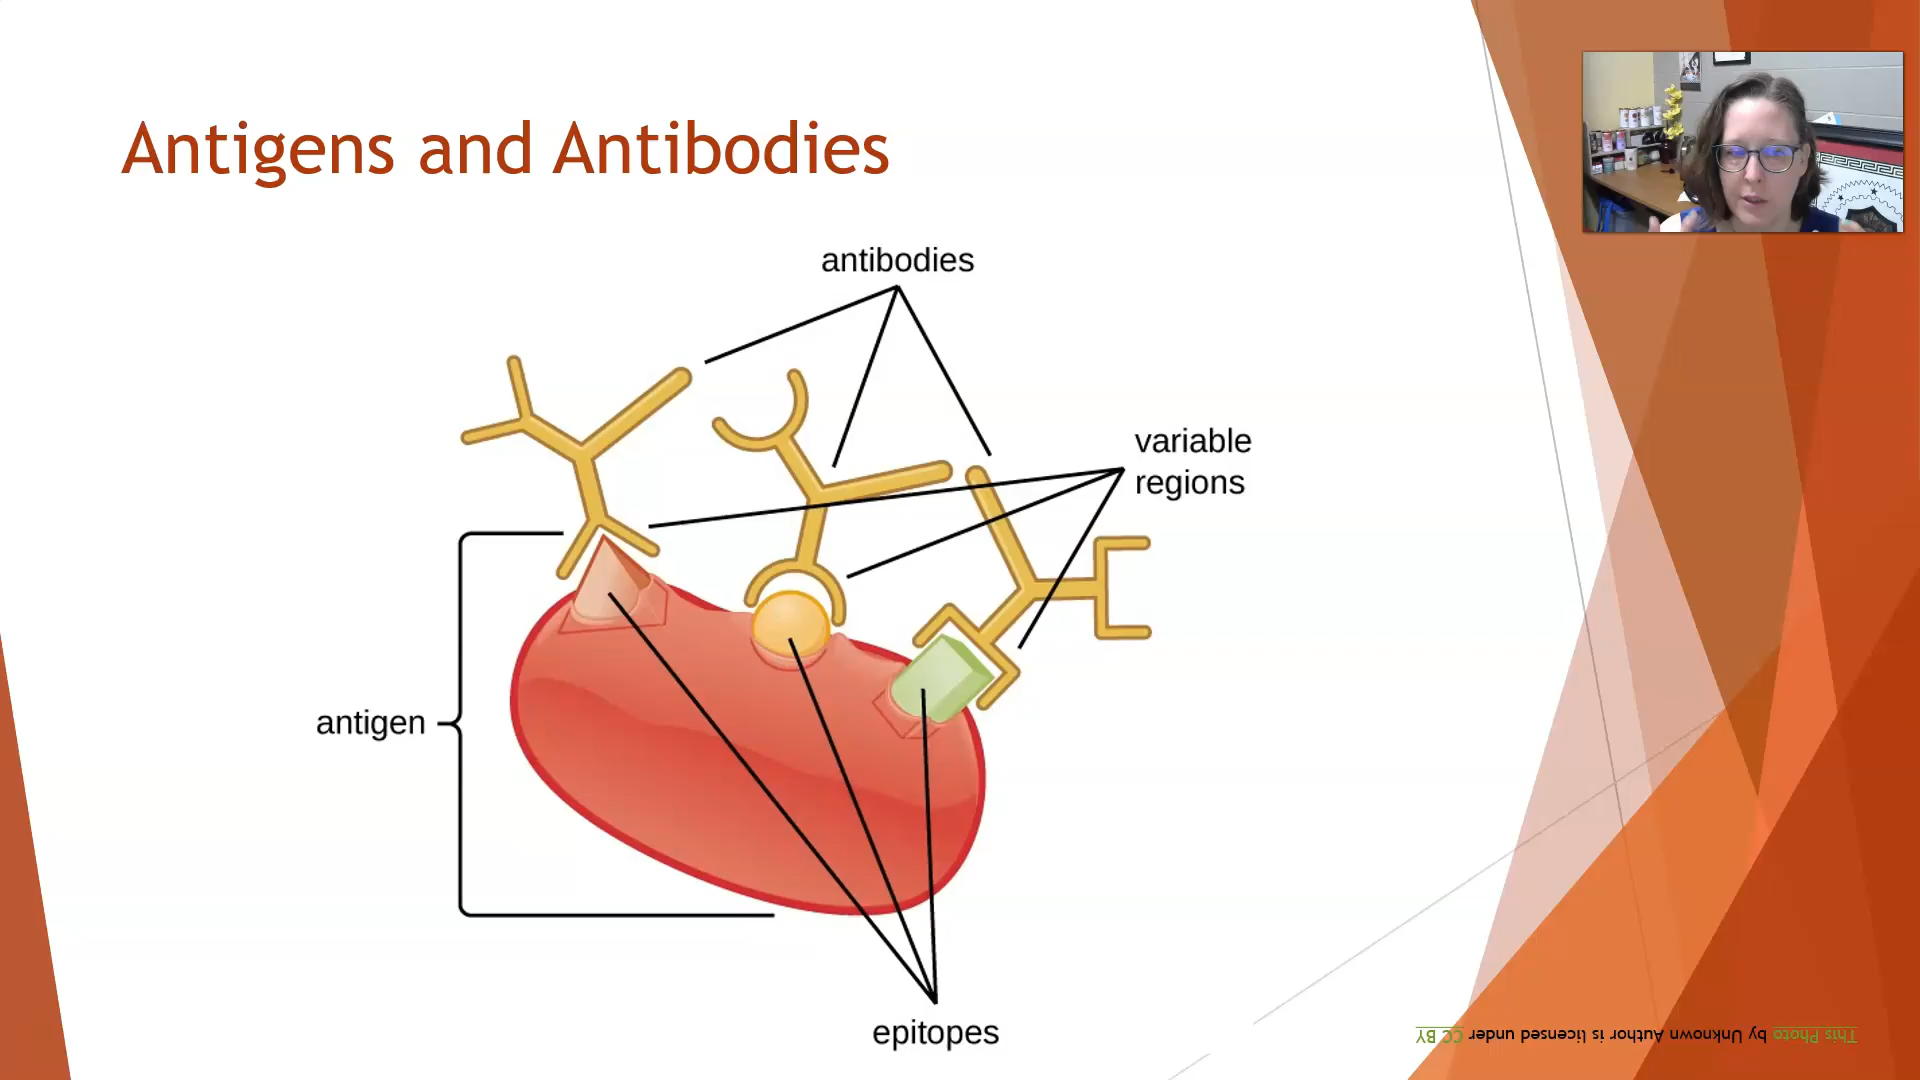 Antigens and Antibodies
antibodies
variable
regions
antigen
epitopes
This Photo by Unknown Author is licensed under CC BY